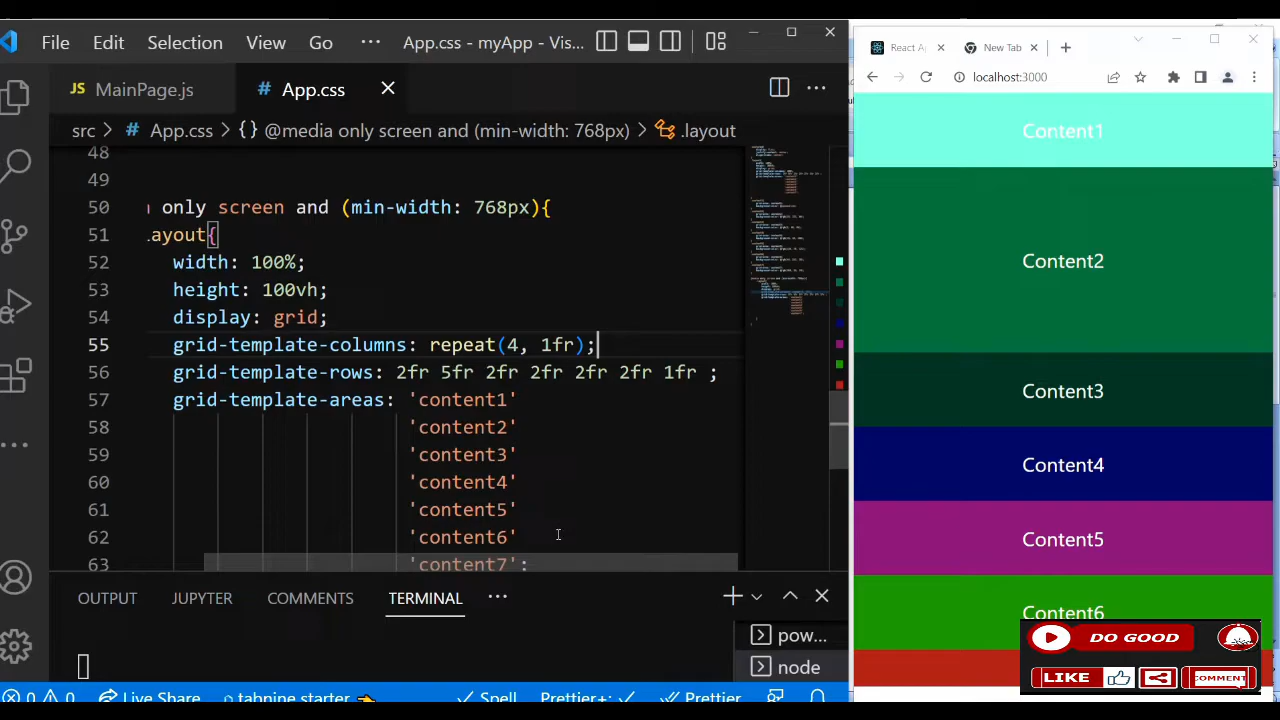 File Edit Selection View Go ··· App.css - myApp - Vis...
JS MainPage.js
# App.css
src > # App.css > {} @media only screen and (min-width: 768px) > .layout
48
49
50 only screen and (min-width: 768px){
51 .ayout{
52 width: 100%;
53 height: 100vh;
54 display: grid;
55 grid-template-columns: repeat(4, 1fr);
56 grid-template-rows: 2fr 5fr 2fr 2fr 2fr 2fr 1fr ;
57 grid-template-areas: 'content1'
58 'content2'
59 'content3'
60 'content4'
61 'content5'
62 'content6'
63 'content7';
OUTPUT JUPYTER COMMENTS TERMINAL ···
pow...
node
0 0 Live Share tabnine starter Spell Prettier+: Prettier
React A
New Tab
localhost:3000
Content1
Content2
Content3
Content4
Content5
Content6
DO GOOD
LIKE
COMMENT